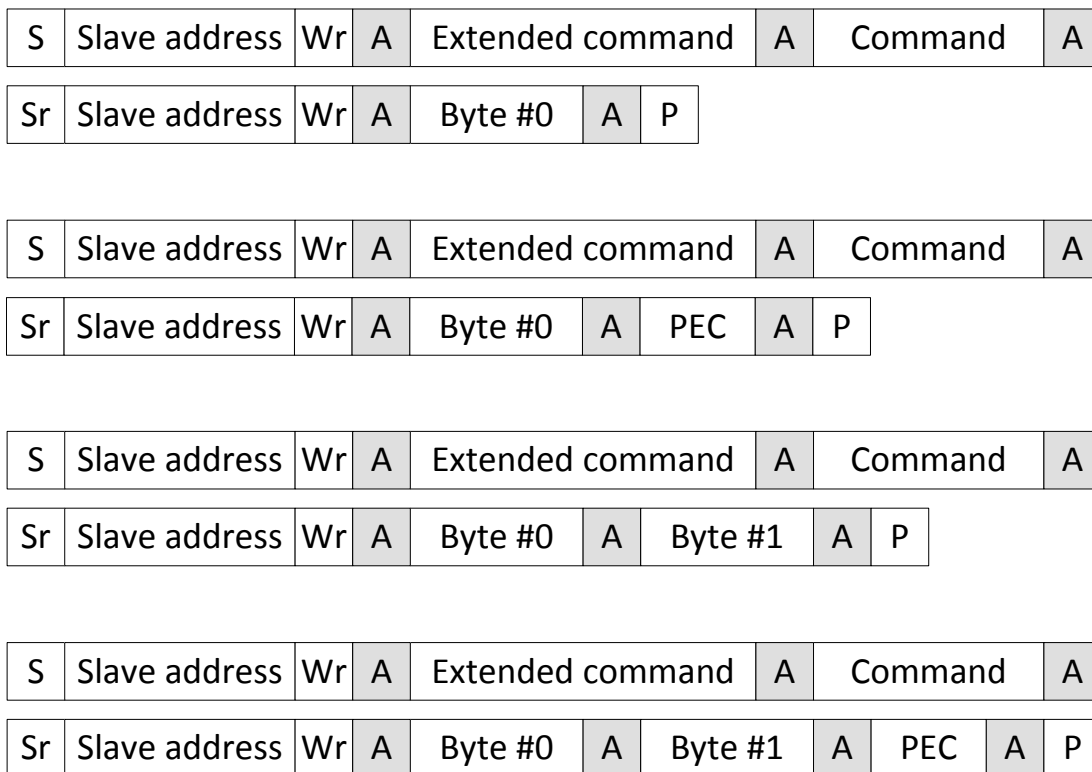 S Slave address Wr A Extended command A Command A
Sr Slave address Wr A Byte #0 A P
S Slave address Wr A Extended command A Command A
Sr Slave address Wr A Byte #0 A PEC A P
S Slave address Wr A Extended command A Command A
Sr Slave address Wr A Byte #0 A Byte #1 A P
S Slave address Wr A Extended command A Command A
Sr Slave address Wr A Byte #0 A Byte #1 A PEC A P